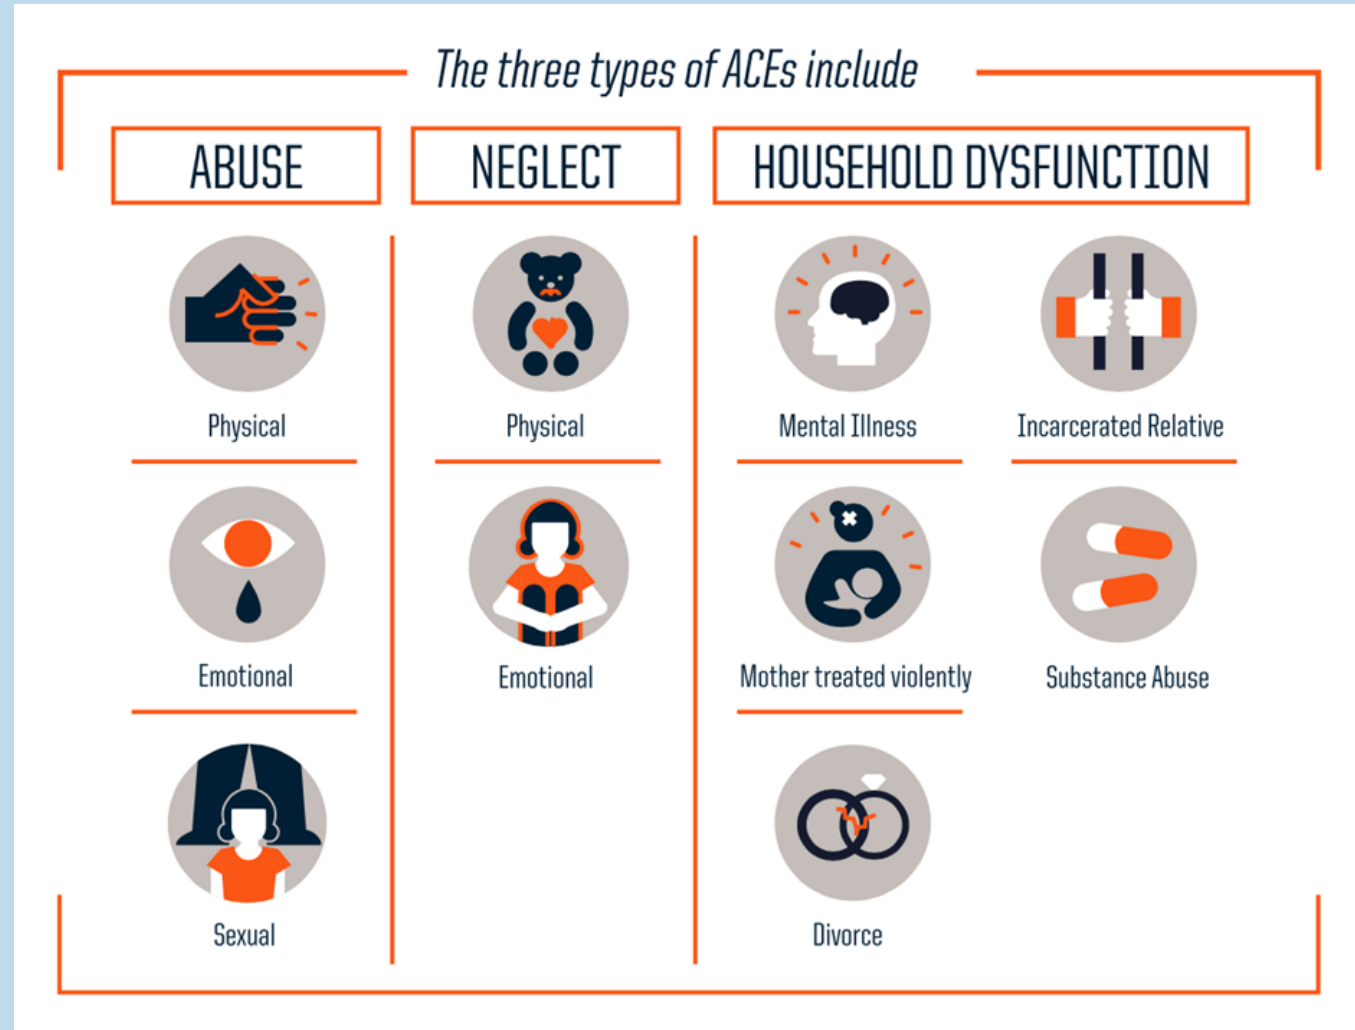 The three types of ACEs include
ABUSE
NEGLECT
HOUSEHOLD DYSFUNCTION
Physical
Emotional
Sexual
Physical
Emotional
Mental Illness
Incarcerated Relative
Mother treated violently
Substance Abuse
Divorce